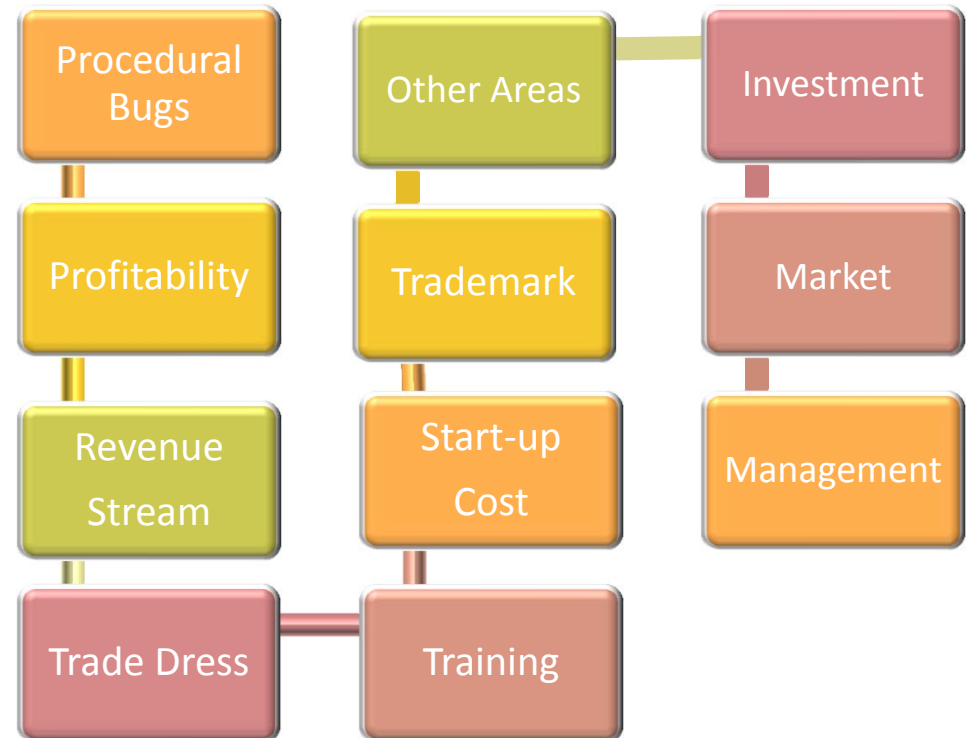 Procedural
Bugs
Profitability
Revenue
Stream
Trade Dress
Training
Start-up
Cost
Trademark
Other Areas
Investment
Market
Management